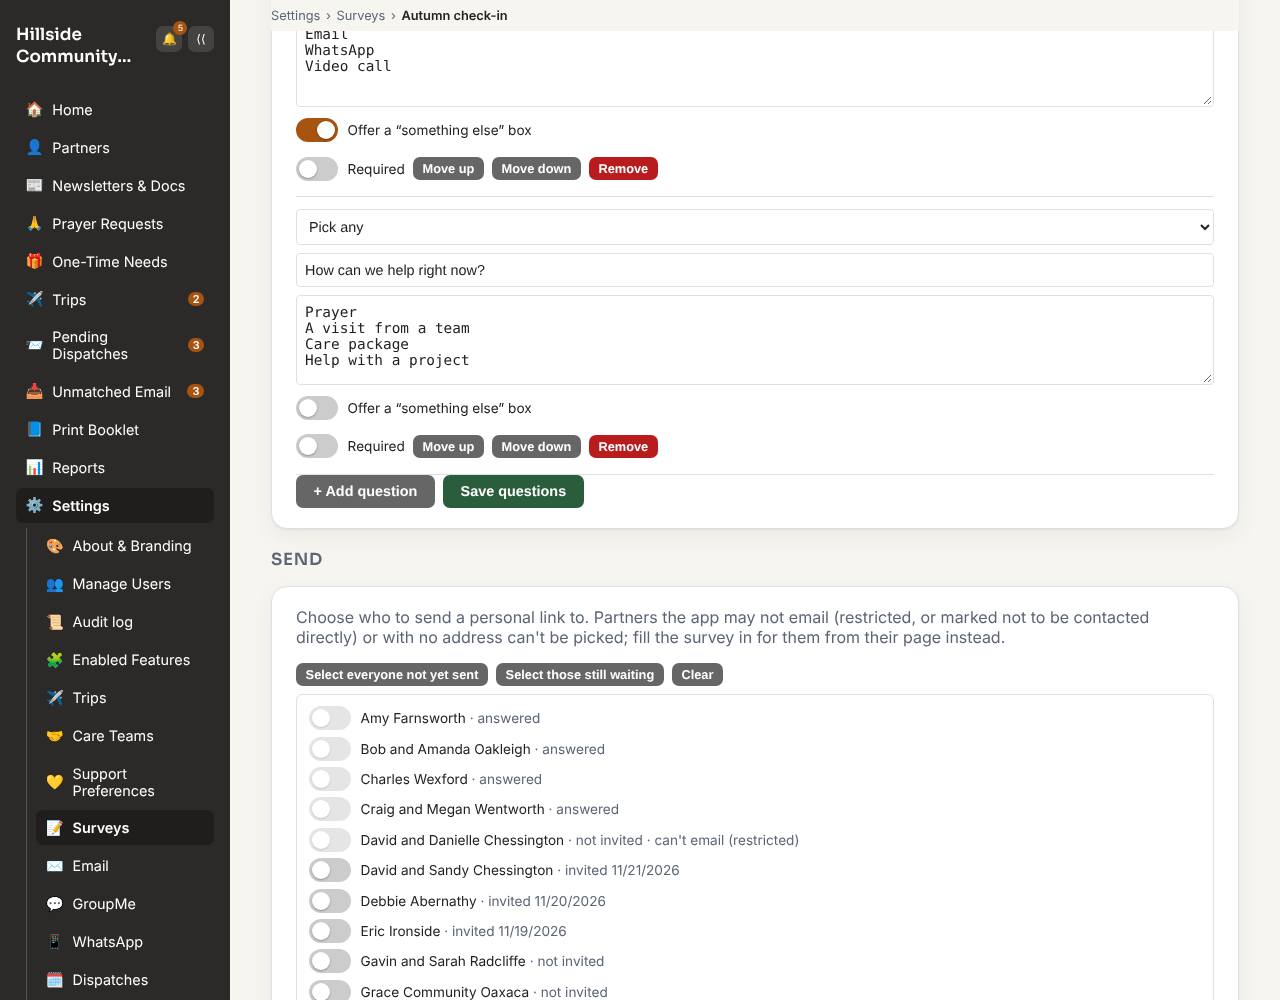 Hillside
Community...
5
⟨⟨
Home
Partners
Newsletters & Docs
Prayer Requests
One-Time Needs
Trips
2
Pending
Dispatches
3
Unmatched Email
3
Print Booklet
Reports
Settings
About & Branding
Manage Users
Audit log
Enabled Features
Trips
Care Teams
Support
Preferences
Surveys
Email
GroupMe
WhatsApp
Dispatches
Settings › Surveys › Autumn check-in
Email
WhatsApp
Video call
Offer a “something else” box
Required Move up Move down Remove
Pick any
How can we help right now?
Prayer
A visit from a team
Care package
Help with a project
Offer a “something else” box
Required Move up Move down Remove
+ Add question Save questions
SEND
Choose who to send a personal link to. Partners the app may not email (restricted, or marked not to be contacted
directly) or with no address can't be picked; fill the survey in for them from their page instead.
Select everyone not yet sent Select those still waiting Clear
Amy Farnsworth · answered
Bob and Amanda Oakleigh · answered
Charles Wexford · answered
Craig and Megan Wentworth · answered
David and Danielle Chessington · not invited · can't email (restricted)
David and Sandy Chessington · invited 11/21/2026
Debbie Abernathy · invited 11/20/2026
Eric Ironside · invited 11/19/2026
Gavin and Sarah Radcliffe · not invited
Grace Community Oaxaca · not invited